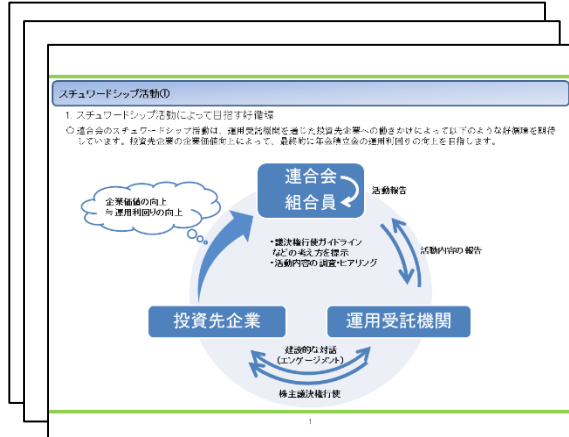 スチュワードシップ活動①
1. スチュワードシップ活動によって目指す好循環
○ 連合会のスチュワードシップ活動は、運用受託機関を通じた投資先企業への働きかけによって以下のような好循環を期待
しています。投資先企業の企業価値向上によって、最終的に年金積立金の運用利回りの向上を目指します。
連合会
組合員
活動報告
企業価値の向上
≒運用利回りの向上
・議決権行使ガイドライン
などの考え方を提示
・活動内容の調査・ヒアリング
活動内容の報告
投資先企業
運用受託機関
建設的な対話
(エンゲージメント)
株主議決権行使
1